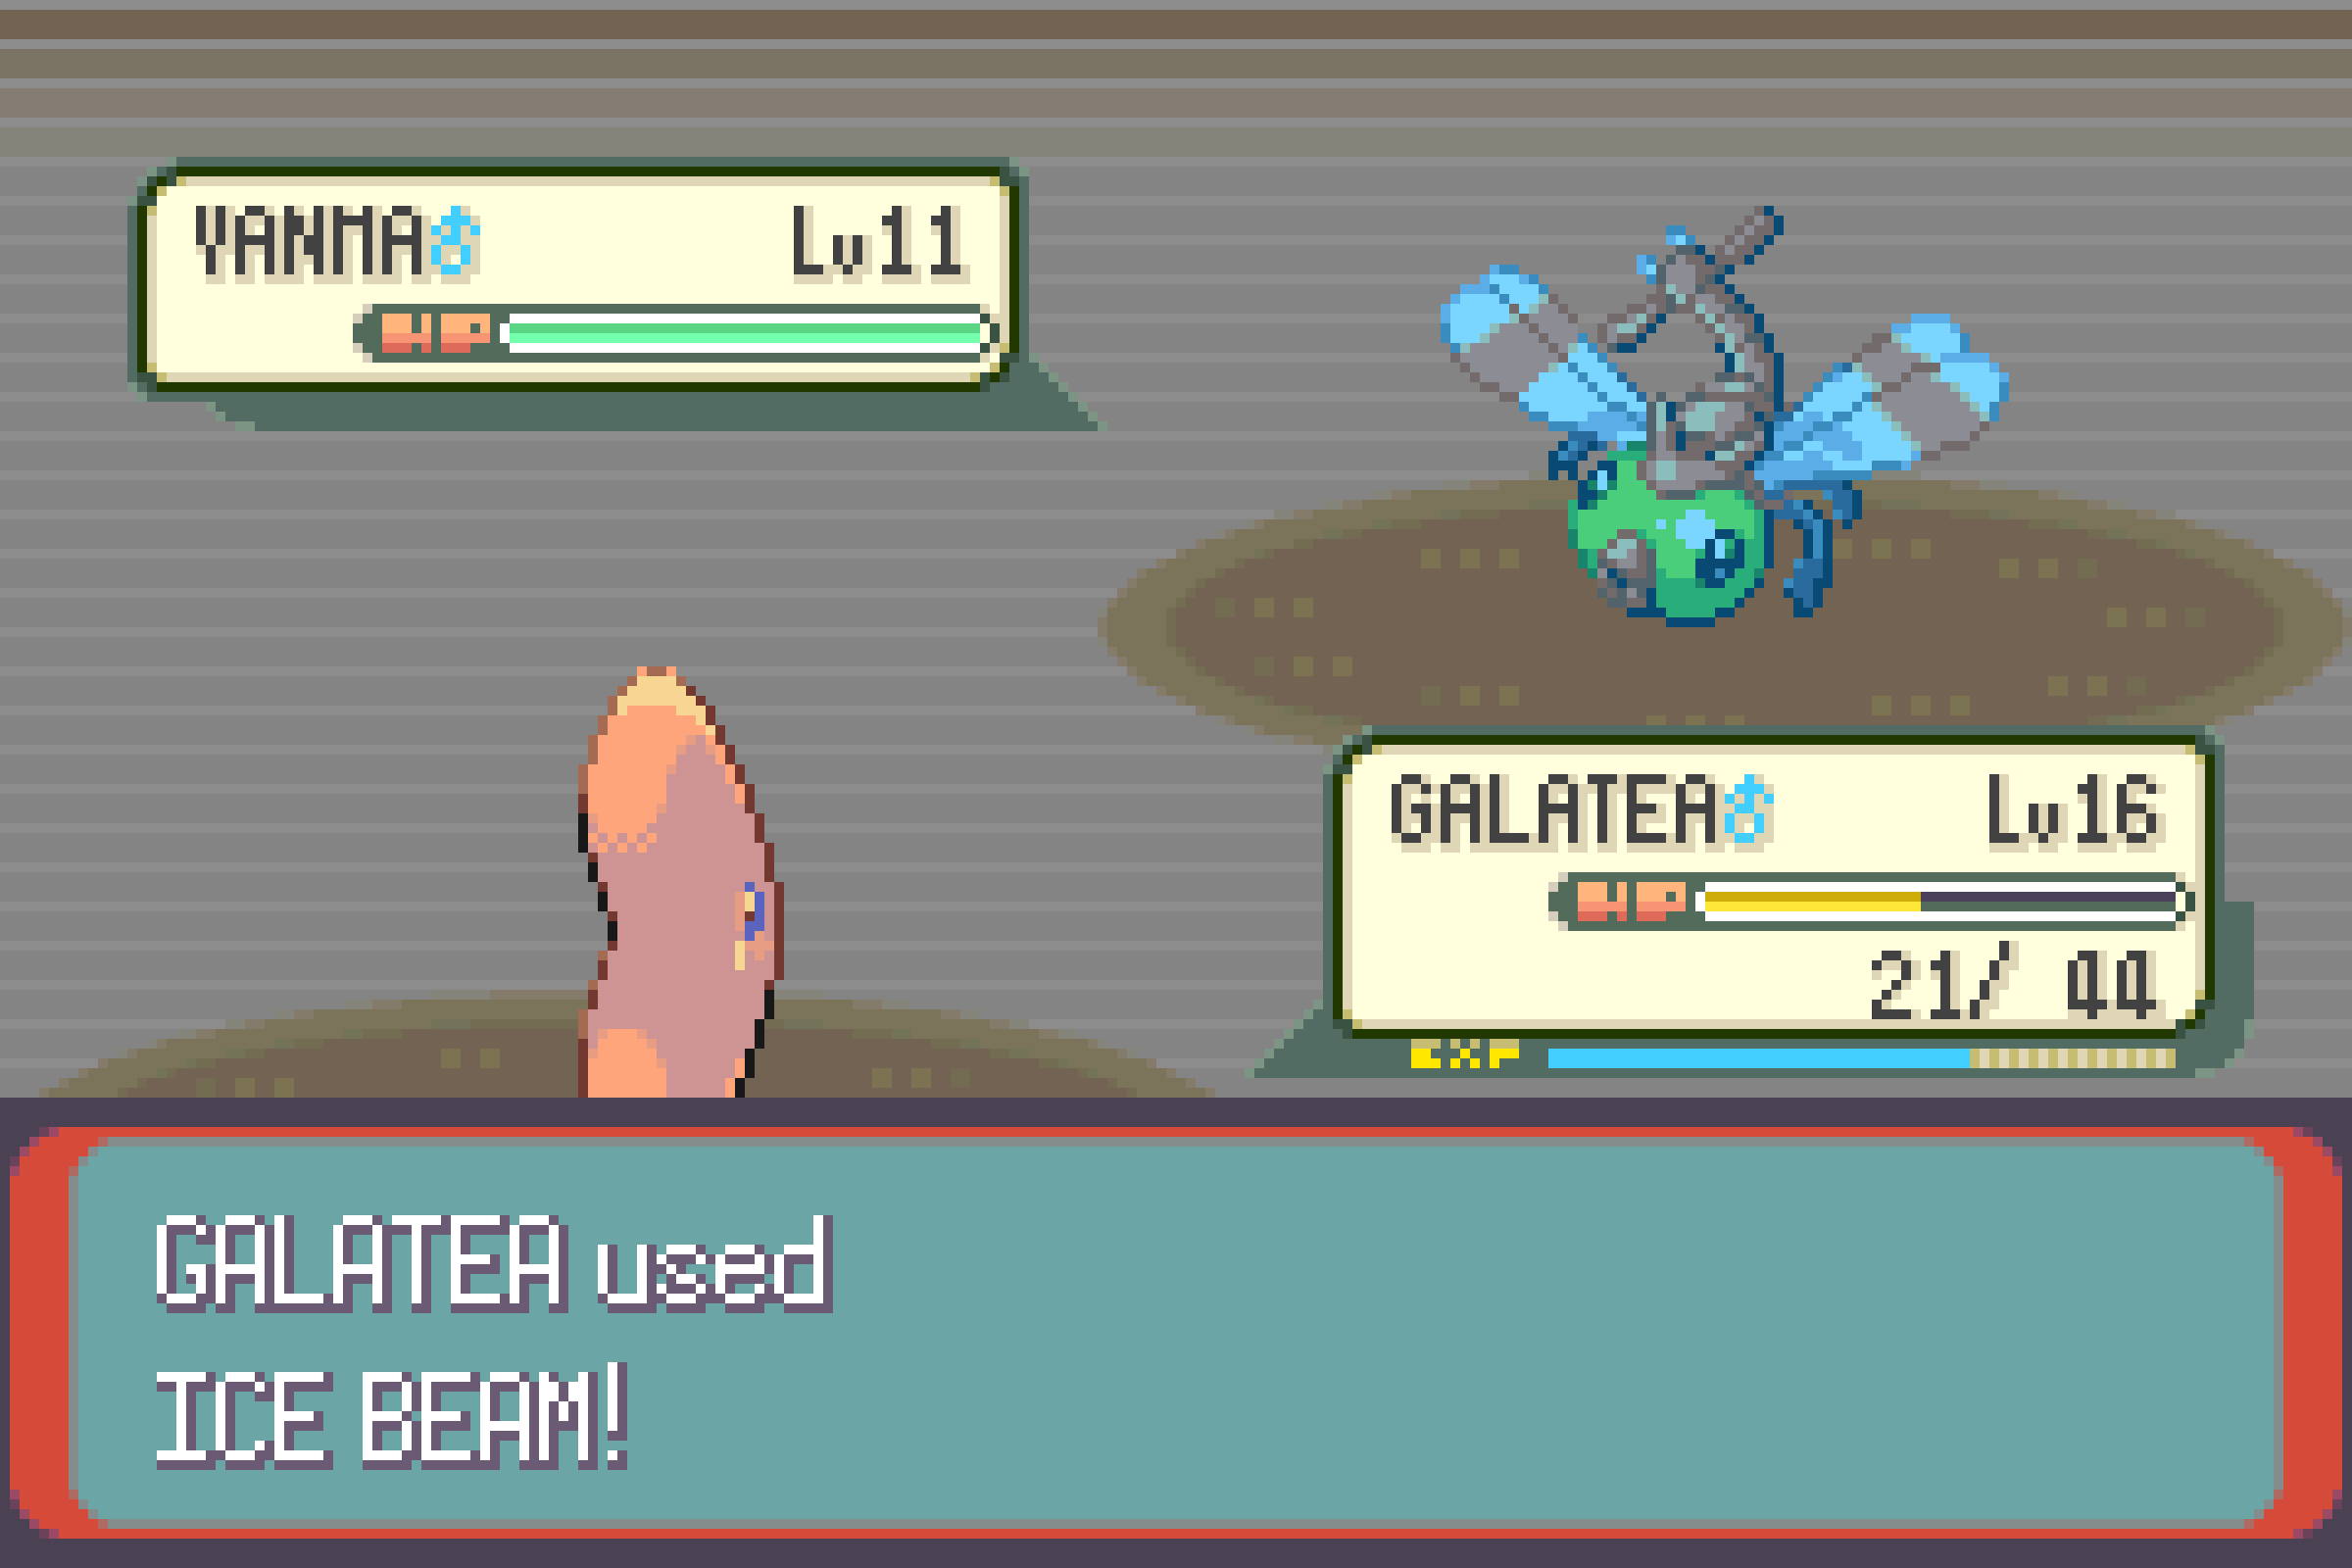 YANMA♂ Lv11
HP
GALATEA♂ Lv16
HP
21/ 44
EXP
GALATEA used
ICE BEAM!